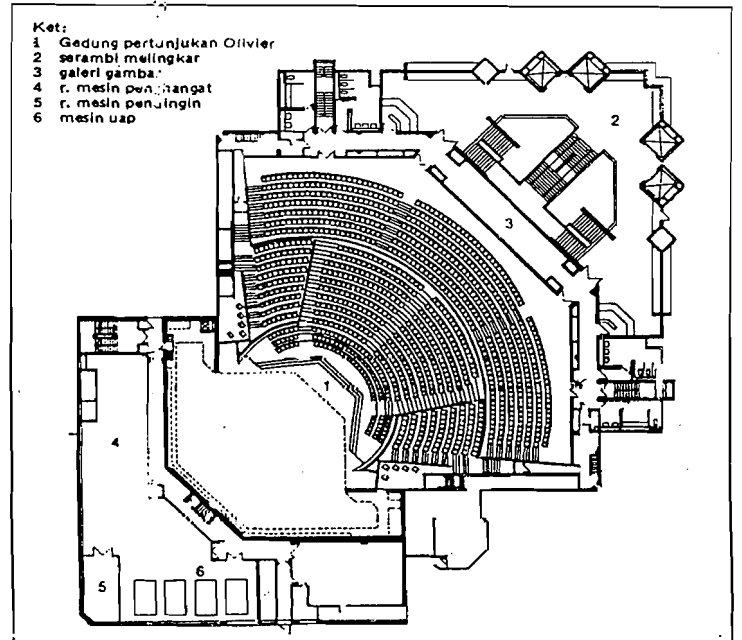 Ket:
1 Gedung pertunjukan Olivier
2 serambi melingkar
3 galeri gambar
4 r. mesin penghangat
5 r. mesin pendingin
6 mesin uap
2
3
1
4
6
5